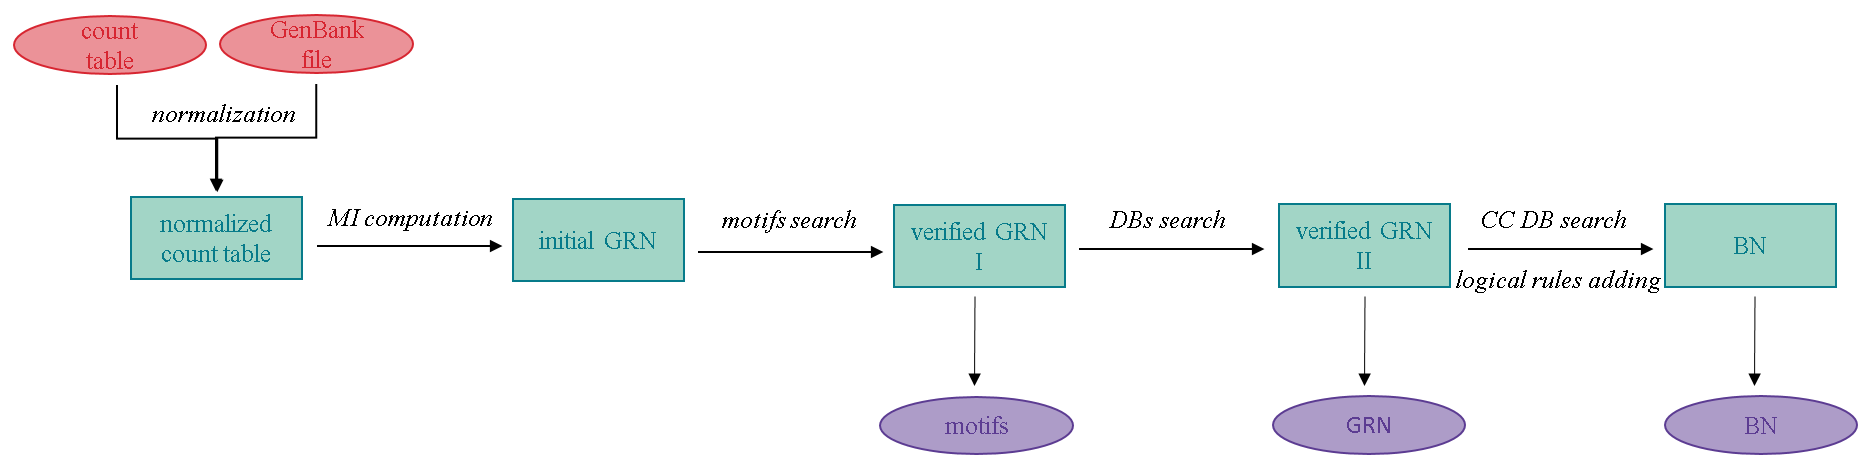 count
table
GenBank
file
normalization
normalized
count table
MI computation
initial GRN
motifs search
verified GRN
I
DBs search
verified GRN
II
CC DB search
logical rules adding
BN
motifs
GRN
BN